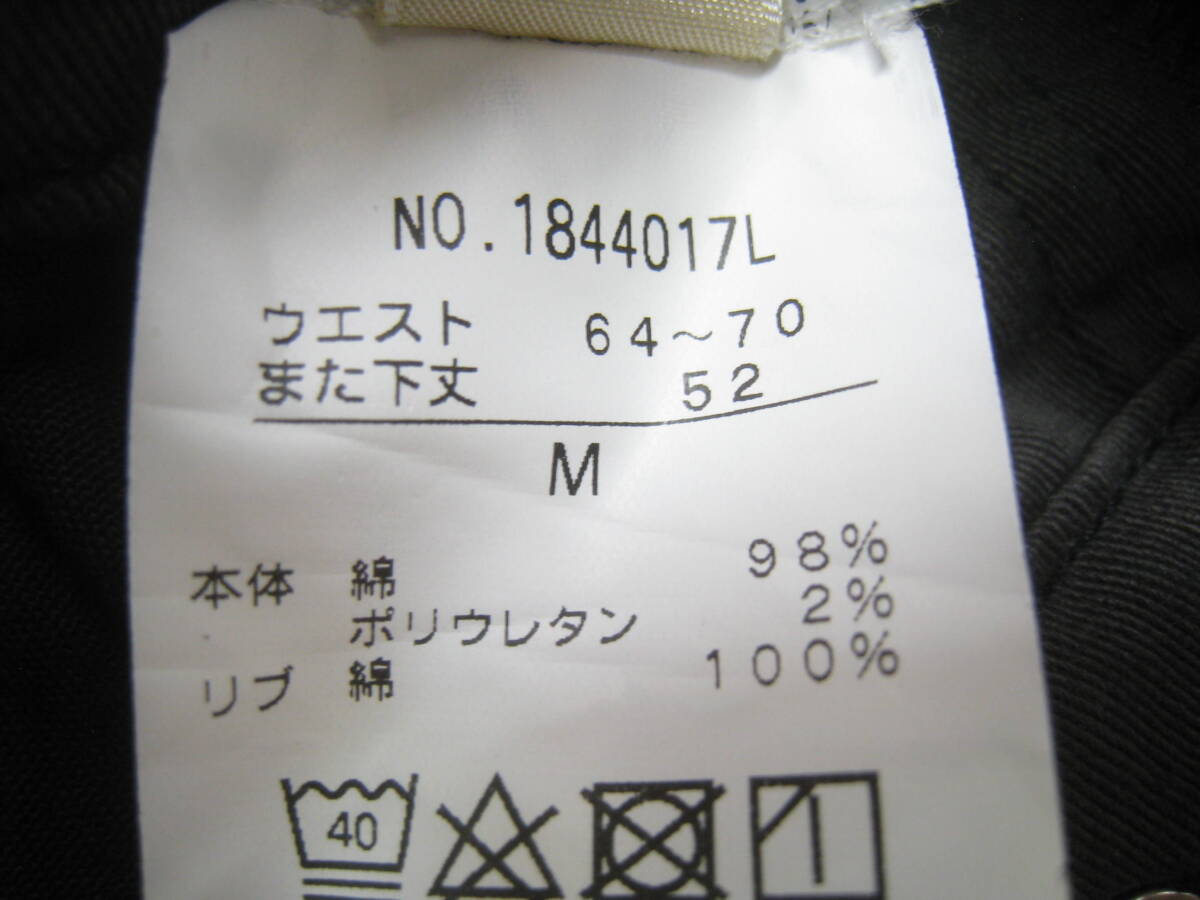 NO.1844017L
ウエスト 64～70
また下丈 52
M
本体 綿 98%
ポリウレタン 2%
リブ 綿 100%
40